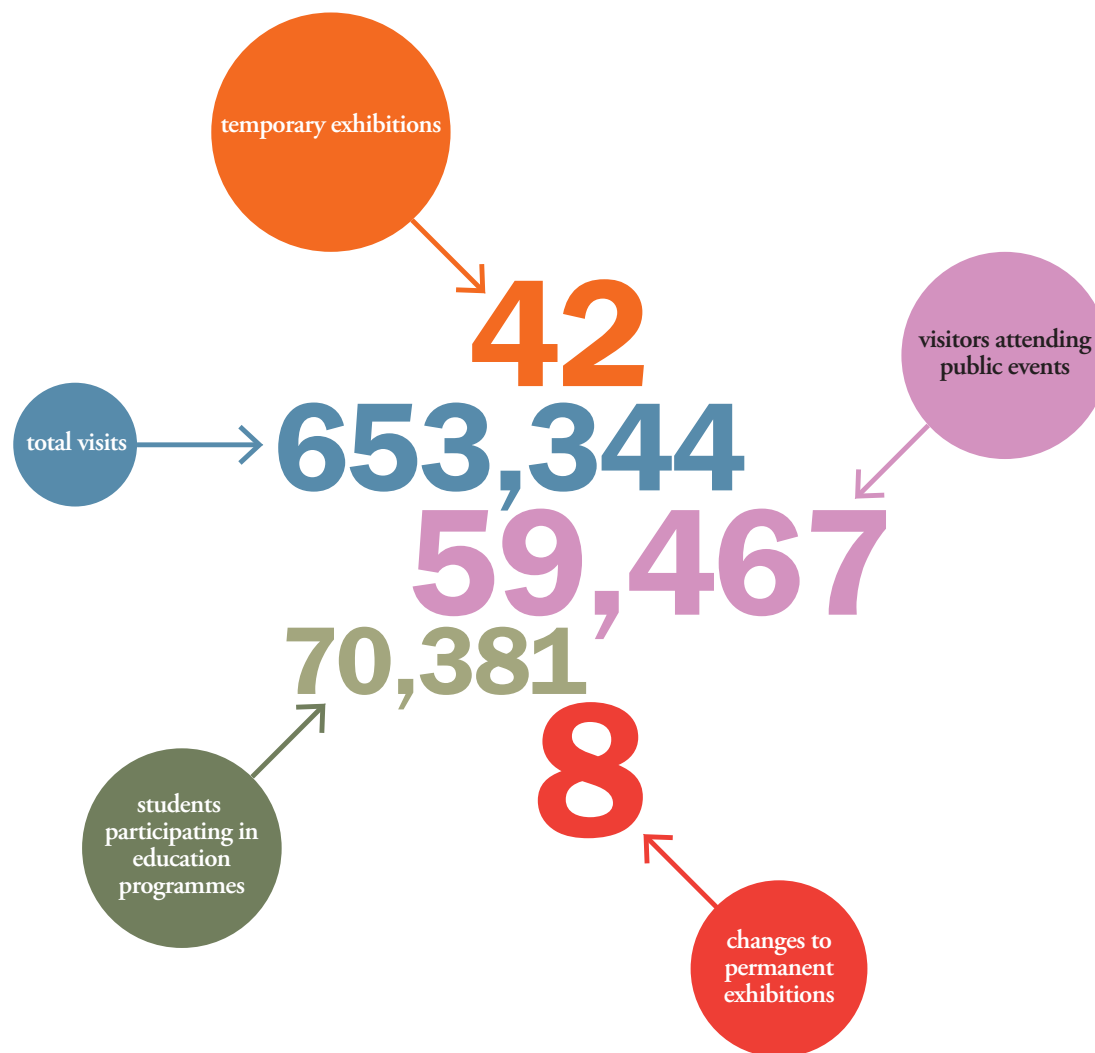 temporary exhibitions
42
visitors attending
public events
total visits
653,344
59,467
70,381
8
students
participating in
education
programmes
changes to
permanent
exhibitions